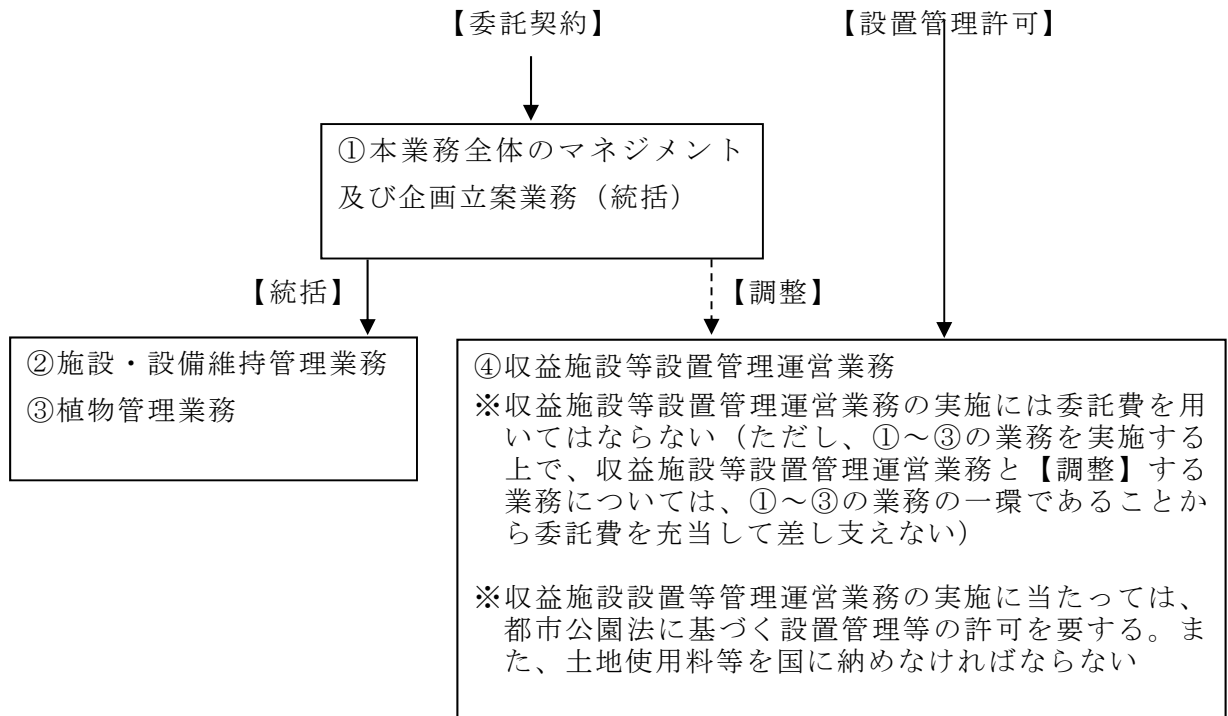 【委託契約】
【設置管理許可】
①本業務全体のマネジメント
及び企画立案業務（統括）
【統括】
【調整】
②施設・設備維持管理業務
③植物管理業務
④収益施設等設置管理運営業務
※収益施設等設置管理運営業務の実施には委託費を用
いてはならない（ただし、①～③の業務を実施する
上で、収益施設等設置管理運営業務と【調整】する
業務については、①～③の業務の一環であることか
ら委託費を充当して差し支えない）
※収益施設設置等管理運営業務の実施に当たっては、
都市公園法に基づく設置管理等の許可を要する。ま
た、土地使用料等を国に納めなければならない